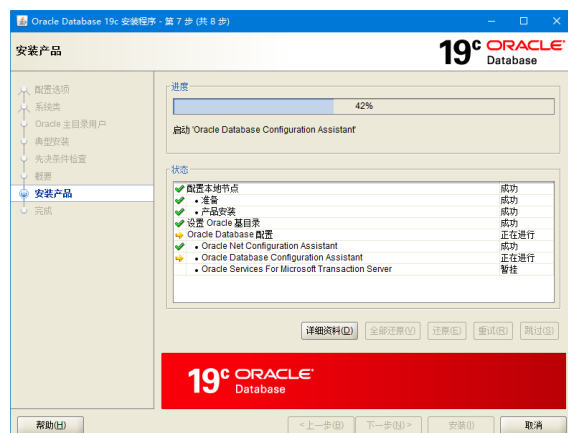 Oracle Database 19c 安装程序 - 第 7 步 (共 8 步)
安装产品
19c ORACLE
Database
配置选项
系统类
Oracle 主目录用户
典型安装
先决条件检查
概要
安装产品
完成
进度
42%
启动 'Oracle Database Configuration Assistant'
状态
配置本地节点 成功
• 准备 成功
• 产品安装 成功
设置 Oracle 基目录 成功
Oracle Database 配置 正在进行
• Oracle Net Configuration Assistant 成功
• Oracle Database Configuration Assistant 正在进行
• Oracle Services For Microsoft Transaction Server 暂挂
详细资料(D) 全部还原(V) 还原(E) 重试(R) 跳过(S)
19c ORACLE
Database
帮助(H) <上一步(B) 下一步(N)> 安装(I) 取消